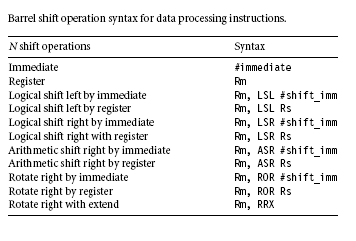 Barrel shift operation syntax for data processing instructions.
N shift operations Syntax
Immediate #immediate
Register Rm
Logical shift left by immediate Rm, LSL #shift_imm
Logical shift left by register Rm, LSL Rs
Logical shift right by immediate Rm, LSR #shift_imm
Logical shift right with register Rm, LSR Rs
Arithmetic shift right by immediate Rm, ASR #shift_imm
Arithmetic shift right by register Rm, ASR Rs
Rotate right by immediate Rm, ROR #shift_imm
Rotate right by register Rm, ROR Rs
Rotate right with extend Rm, RRX